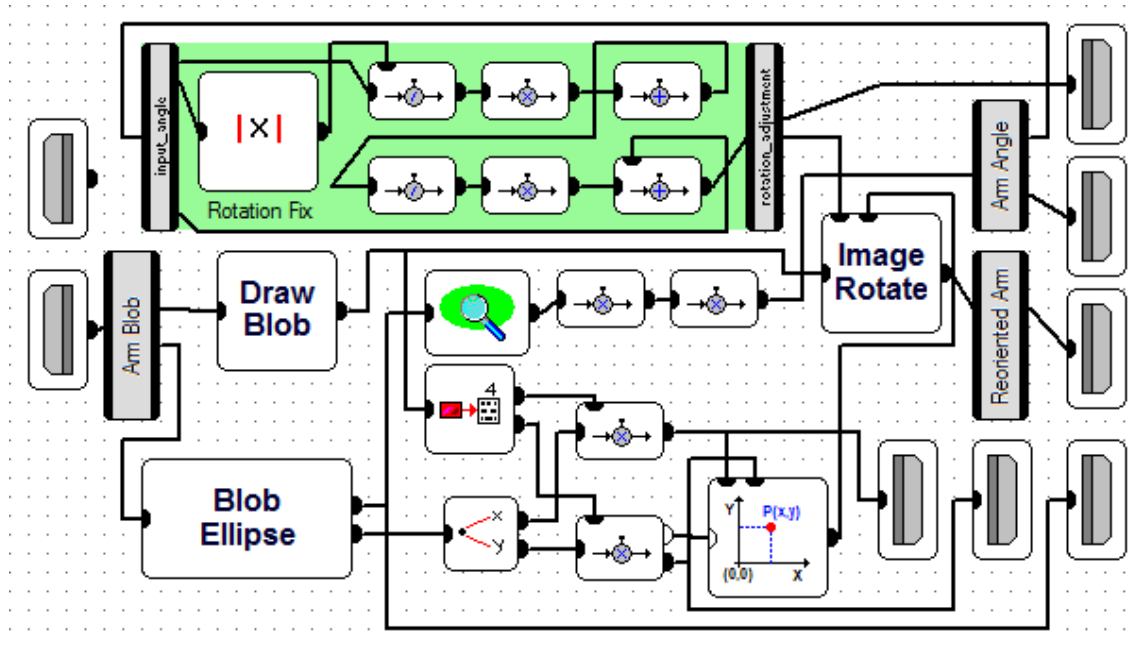 input_angle
|x|
Rotation Fix
/
x
+
/
x
+
rotation_adjustment
Arm Angle
Arm Blob
Draw
Blob
x
x
Image
Rotate
Reoriented Arm
4
x
Blob
Ellipse
x
y
x
Y
P(x,y)
(0,0)
X